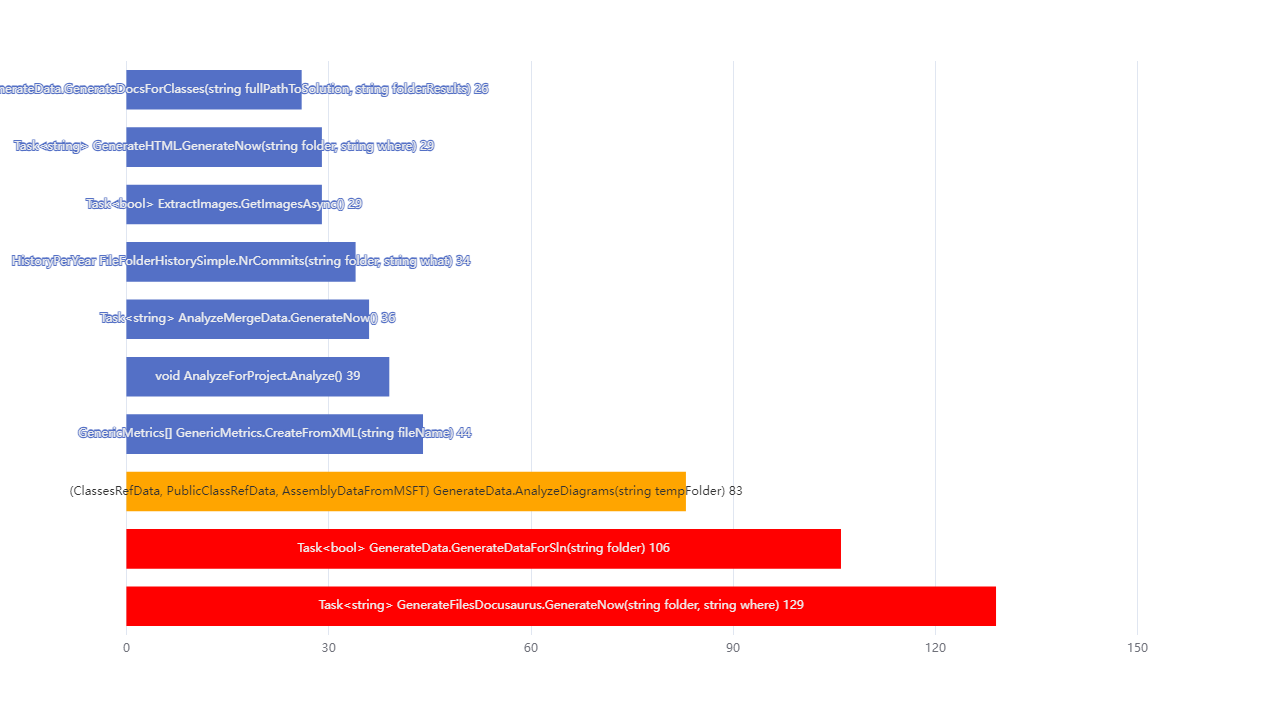 GenerateDocsForClasses(string fullPathToSolution, string folderResults) 26
Task<string> GenerateHTML.GenerateNow(string folder, string where) 29
Task<bool> ExtractImages.GetImagesAsync() 29
HistoryPerYear FileFolderHistorySimple.NrCommits(string folder, string what) 34
Task<string> AnalyzeMergeData.GenerateNow() 36
void AnalyzeForProject.Analyze() 39
GenericMetrics[] GenericMetrics.CreateFromXML(string fileName) 44
(ClassesRefData, PublicClassRefData, AssemblyDataFromMSFT) GenerateData.AnalyzeDiagrams(string tempFolder) 83
Task<bool> GenerateData.GenerateDataForSln(string folder) 106
Task<string> GenerateFilesDocusaurus.GenerateNow(string folder, string where) 129
0 30 60 90 120 150